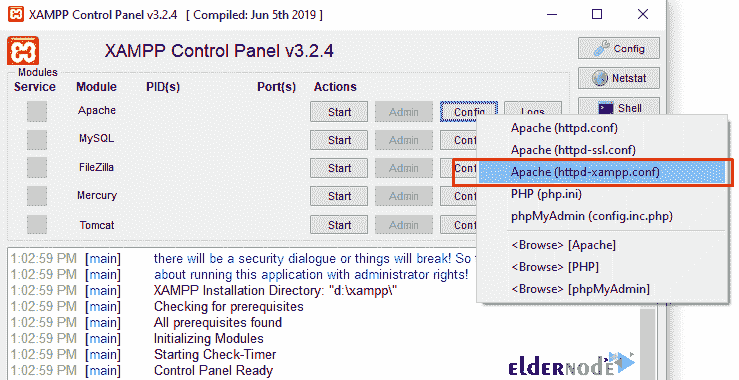 XAMPP Control Panel v3.2.4 [ Compiled: Jun 5th 2019 ]
XAMPP Control Panel v3.2.4
Config
Netstat
Shell
Modules
Service Module PID(s) Port(s) Actions
Apache Start Admin Config Logs
MySQL Start Admin
FileZilla Start Admin
Mercury Start Admin
Tomcat Start Admin
Apache (httpd.conf)
Apache (httpd-ssl.conf)
Apache (httpd-xampp.conf)
PHP (php.ini)
phpMyAdmin (config.inc.php)
<Browse> [Apache]
<Browse> [PHP]
<Browse> [phpMyAdmin]
1:02:59 PM [main] there will be a security dialogue or things will break! So
1:02:59 PM [main] about running this application with administrator rights!
1:02:59 PM [main] XAMPP Installation Directory: "d:\xampp\"
1:02:59 PM [main] Checking for prerequisites
1:02:59 PM [main] All prerequisites found
1:02:59 PM [main] Initializing Modules
1:02:59 PM [main] Starting Check-Timer
1:02:59 PM [main] Control Panel Ready
ELDERNODE